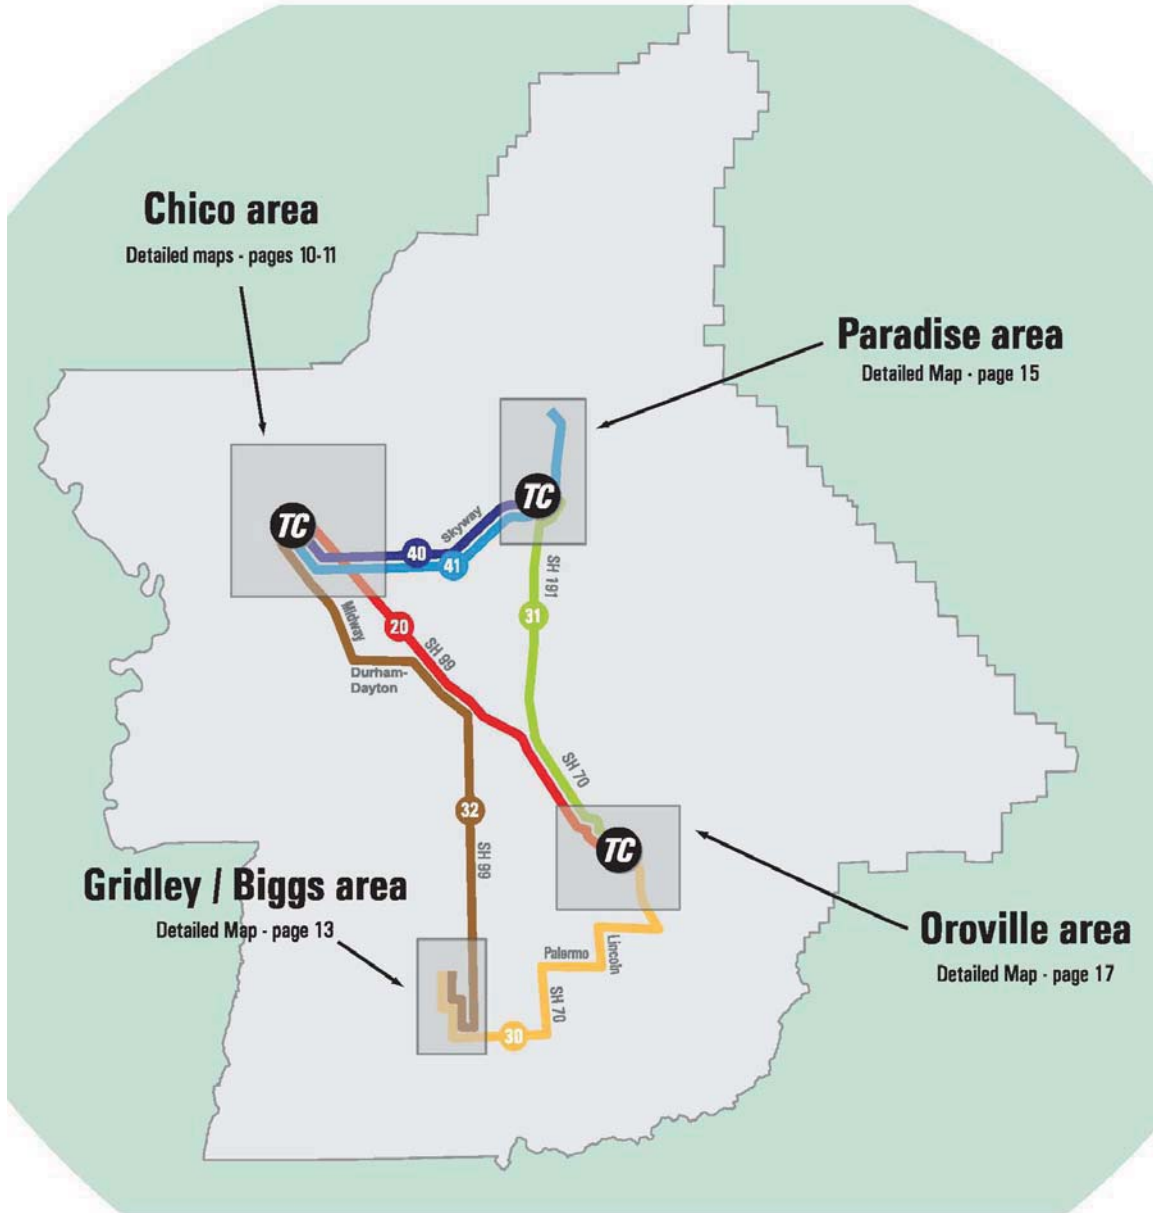 Chico area
Detailed maps - pages 10-11
Paradise area
Detailed Map - page 15
TC
TC
Skyway
40
41
SH 191
31
Midway
20
SH 99
Durham-
Dayton
SH 70
32
TC
SH 99
Gridley / Biggs area
Detailed Map - page 13
Oroville area
Detailed Map - page 17
Palermo
Lincoln
SH 70
30